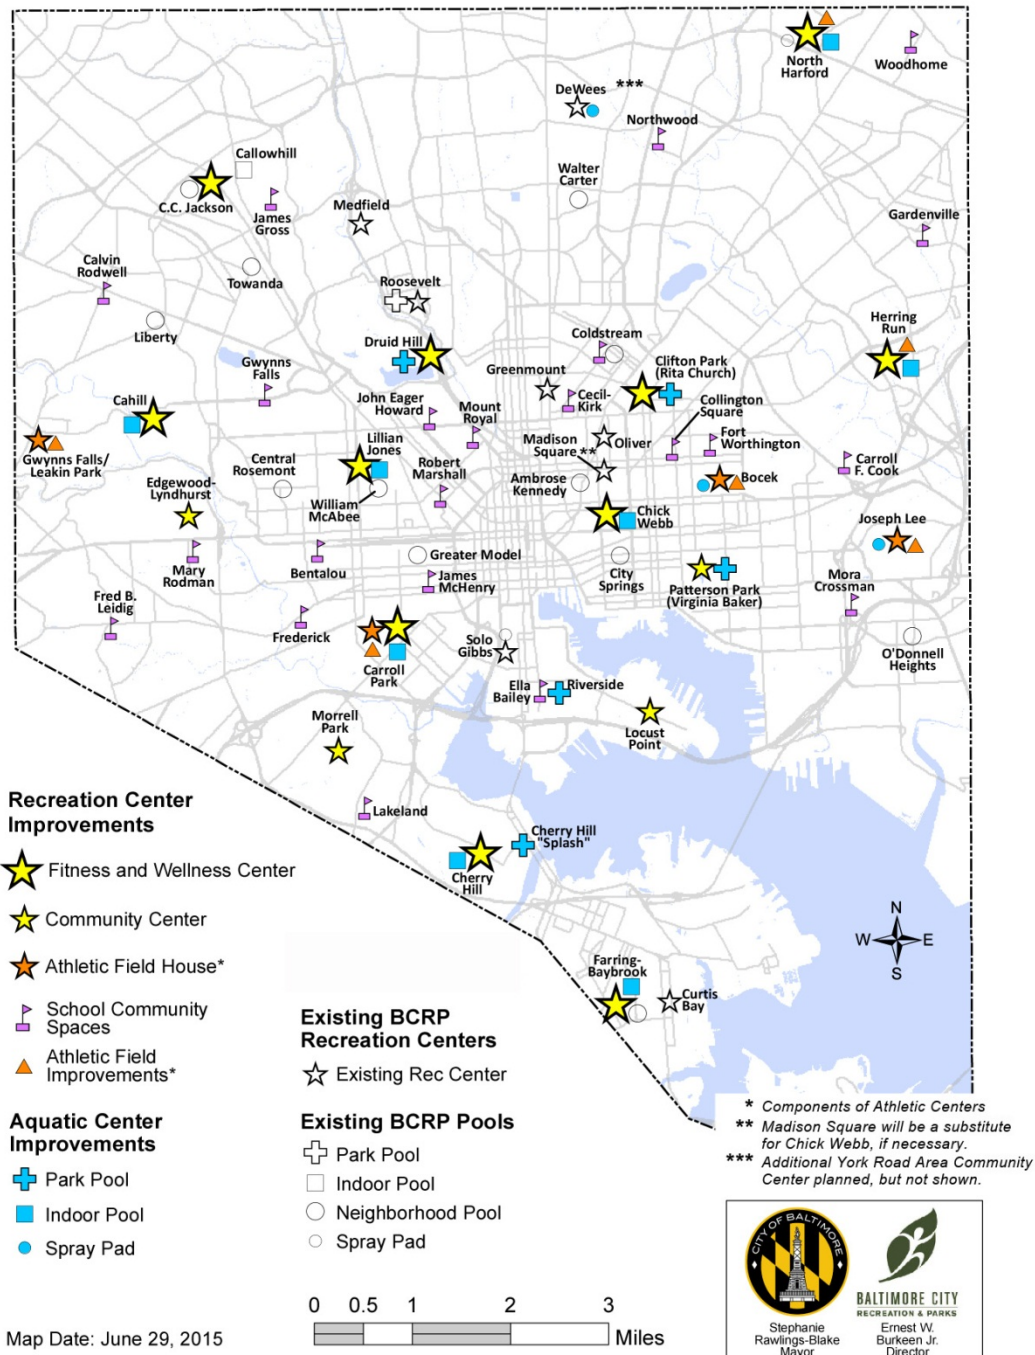 North
Harford
Woodhome
DeWees
***
Northwood
Callowhill
C.C. Jackson
James
Gross
Medfield
Walter
Carter
Gardenville
Calvin
Rodwell
Towanda
Roosevelt
Liberty
Druid Hill
Coldstream
Herring
Run
Gwynns
Falls
Greenmount
Clifton Park
(Rita Church)
Cahill
John Eager
Howard
Mount
Royal
Cecil-
Kirk
Collington
Square
Gwynns Falls/
Leakin Park
Lillian
Jones
Madison
Square**
Oliver
Fort
Worthington
Central
Rosemont
Robert
Marshall
Ambrose
Kennedy
Bocek
Carroll
F. Cook
Edgewood-
Lyndhurst
William
McAbee
Chick
Webb
Joseph Lee
Mary
Rodman
Bentalou
Greater Model
James
McHenry
City
Springs
Patterson Park
(Virginia Baker)
Mora
Crossman
Fred B.
Leidig
Frederick
Carroll
Park
Solo
Gibbs
O'Donnell
Heights
Ella
Bailey
Riverside
Morrell
Park
Locust
Point
Lakeland
Cherry Hill
"Splash"
Cherry
Hill
Farring-
Baybrook
Curtis
Bay
N
W
E
S
Recreation Center
Improvements
Fitness and Wellness Center
Community Center
Athletic Field House*
School Community
Spaces
Athletic Field
Improvements*
Aquatic Center
Improvements
Park Pool
Indoor Pool
Spray Pad
Existing BCRP
Recreation Centers
Existing Rec Center
Existing BCRP Pools
Park Pool
Indoor Pool
Neighborhood Pool
Spray Pad
* Components of Athletic Centers
** Madison Square will be a substitute
for Chick Webb, if necessary.
*** Additional York Road Area Community
Center planned, but not shown.
0 0.5 1 2 3
Miles
Map Date: June 29, 2015
CITY OF BALTIMORE
Stephanie
Rawlings-Blake
Mayor
BALTIMORE CITY
RECREATION & PARKS
Ernest W.
Burkeen Jr.
Director